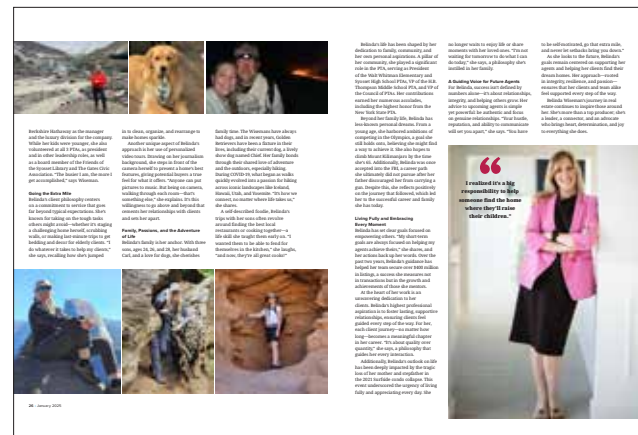 Berkshire Hathaway as the manager
and the luxury division for the company.
While her kids were younger, she also
volunteered at all 3 PTAs, as president
and in other leadership roles, as well
as a board member of the Friends of
the Syosset Library and The Gates Civic
Association. "The busier I am, the more I
get accomplished," says Wiseman.
Going the Extra Mile
Belinda's client philosophy centers
on a commitment to service that goes
far beyond typical expectations. She's
known for taking on the tough tasks
others might avoid—whether it's staging
a challenging home herself, scrubbing
walls, or making last-minute trips to get
bedding and decor for elderly clients. "I
do whatever it takes to help my clients,"
she says, recalling how she's jumped
in to clean, organize, and rearrange to
make homes sparkle.
Another unique aspect of Belinda's
approach is her use of personalized
video tours. Drawing on her journalism
background, she steps in front of the
camera herself to present a home's best
features, giving potential buyers a true
feel for what it offers. "Anyone can put
pictures to music. But being on camera,
walking through each room—that's
something else," she explains. It's this
willingness to go above and beyond that
cements her relationships with clients
and sets her apart.
Family, Passions, and the Adventure
of Life
Belinda's family is her anchor. With three
sons, ages 24, 26, and 28, her husband
Carl, and a love for dogs, she cherishes
family time. The Wisemans have always
had dogs, and in recent years, Golden
Retrievers have been a fixture in their
lives, including their current dog, a lively
show dog named Chief. Her family bonds
through their shared love of adventure
and the outdoors, especially hiking.
During COVID-19, what began as walks
quickly evolved into a passion for hiking
across iconic landscapes like Iceland,
Hawaii, Utah, and Yosemite. "It's how we
connect, no matter where life takes us,"
she shares.
A self-described foodie, Belinda's
trips with her sons often revolve
around finding the best local
restaurants or cooking together—a
life skill she taught them early on. "I
wanted them to be able to fend for
themselves in the kitchen," she laughs,
"and now, they're all great cooks!"
28 · January 2025
Belinda's life has been shaped by her
dedication to family, community, and
her own personal aspirations. A pillar of
her community, she played a significant
role in the PTA, serving as President
of the Walt Whitman Elementary and
Syosset High School PTAs, VP of the H.B.
Thompson Middle School PTA, and VP of
the Council of PTAs. Her contributions
earned her numerous accolades,
including the highest honor from the
New York State PTA.
Beyond her family life, Belinda has
less-known personal dreams. From a
young age, she harbored ambitions of
competing in the Olympics, a goal she
still holds onto, believing she might find
a way to achieve it. She also hopes to
climb Mount Kilimanjaro by the time
she's 65. Additionally, Belinda was once
accepted into the FBI, a career path
she ultimately did not pursue after her
father discouraged her from carrying a
gun. Despite this, she reflects positively
on the journey that followed, which led
her to the successful career and family
she has today.
Living Fully and Embracing
Every Moment
Belinda has set clear goals focused on
empowering others. "My short-term
goals are always focused on helping my
agents achieve theirs," she shares, and
her actions back up her words. Over the
past two years, Belinda's guidance has
helped her team secure over $400 million
in listings, a success she measures not
in transactions but in the growth and
achievements of those she mentors.
At the heart of her work is an
unwavering dedication to her
clients. Belinda's highest professional
aspiration is to foster lasting, supportive
relationships, ensuring clients feel
guided every step of the way. For her,
each client journey—no matter how
long—becomes a meaningful chapter
in her career. "It's about quality over
quantity," she says, a philosophy that
guides her every interaction.
Additionally, Belinda's outlook on life
has been deeply impacted by the tragic
loss of her mother and stepfather in
the 2021 Surfside condo collapse. This
event underscored the urgency of living
fully and appreciating every day. She
no longer waits to enjoy life or share
moments with her loved ones. "I'm not
waiting for tomorrow to do what I can
do today," she says, a philosophy she's
instilled in her family.
A Guiding Voice for Future Agents
For Belinda, success isn't defined by
numbers alone—it's about relationships,
integrity, and helping others grow. Her
advice to upcoming agents is simple
yet powerful: be authentic and focus
on genuine relationships. "Your hustle,
reputation, and ability to communicate
will set you apart," she says. "You have
to be self-motivated, go that extra mile,
and never let setbacks bring you down."
As she looks to the future, Belinda's
goals remain centered on supporting her
agents and helping her clients find their
dream homes. Her approach—rooted
in integrity, resilience, and passion—
ensures that her clients and team alike
feel supported every step of the way.
Belinda Wiseman's journey in real
estate continues to inspire those around
her. She's more than a top producer; she's
a leader, a connector, and an advocate
who brings heart, determination, and joy
to everything she does.
“
I realized it's a big
responsibility to help
someone find the home
where they'll raise
their children."